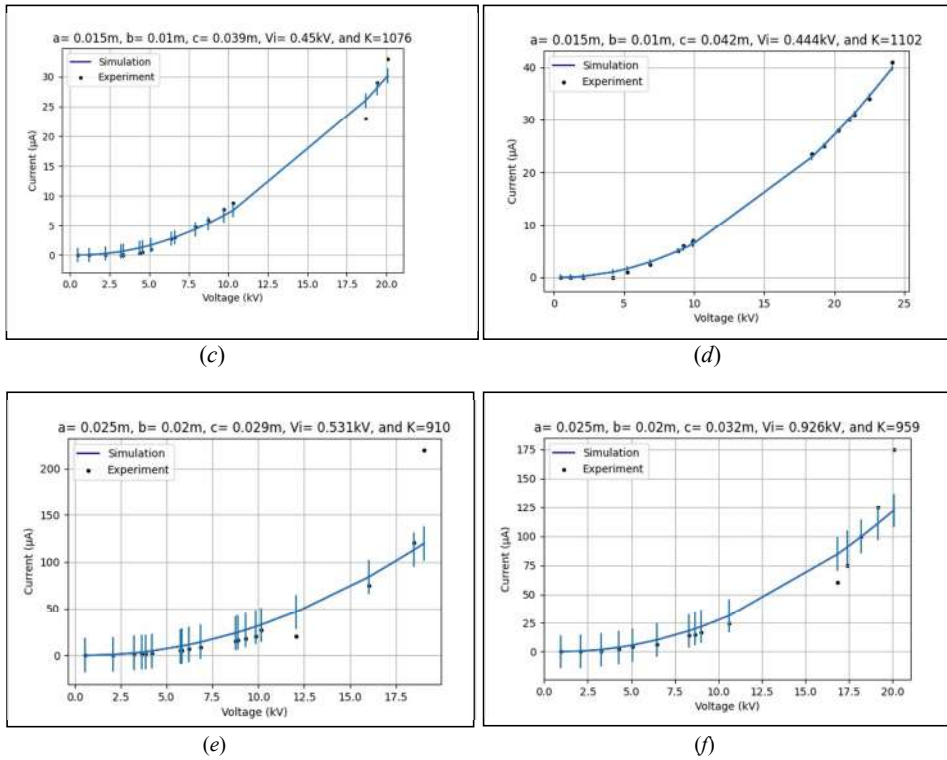 a= 0.015m, b= 0.01m, c= 0.039m, Vi= 0.45kV, and K=1076
Simulation
Experiment
30
25
20
15
10
5
0
Current (µA)
0.0 2.5 5.0 7.5 10.0 12.5 15.0 17.5 20.0
Voltage (kV)
(c)
a= 0.015m, b= 0.01m, c= 0.042m, Vi= 0.444kV, and K=1102
Simulation
Experiment
40
30
20
10
0
Current (µA)
0 5 10 15 20 25
Voltage (kV)
(d)
a= 0.025m, b= 0.02m, c= 0.029m, Vi= 0.531kV, and K=910
Simulation
Experiment
200
150
100
50
0
Current (µA)
0.0 2.5 5.0 7.5 10.0 12.5 15.0 17.5
Voltage (kV)
(e)
a= 0.025m, b= 0.02m, c= 0.032m, Vi= 0.926kV, and K=959
Simulation
Experiment
175
150
125
100
75
50
25
0
Current (µA)
0.0 2.5 5.0 7.5 10.0 12.5 15.0 17.5 20.0
Voltage (kV)
(f)